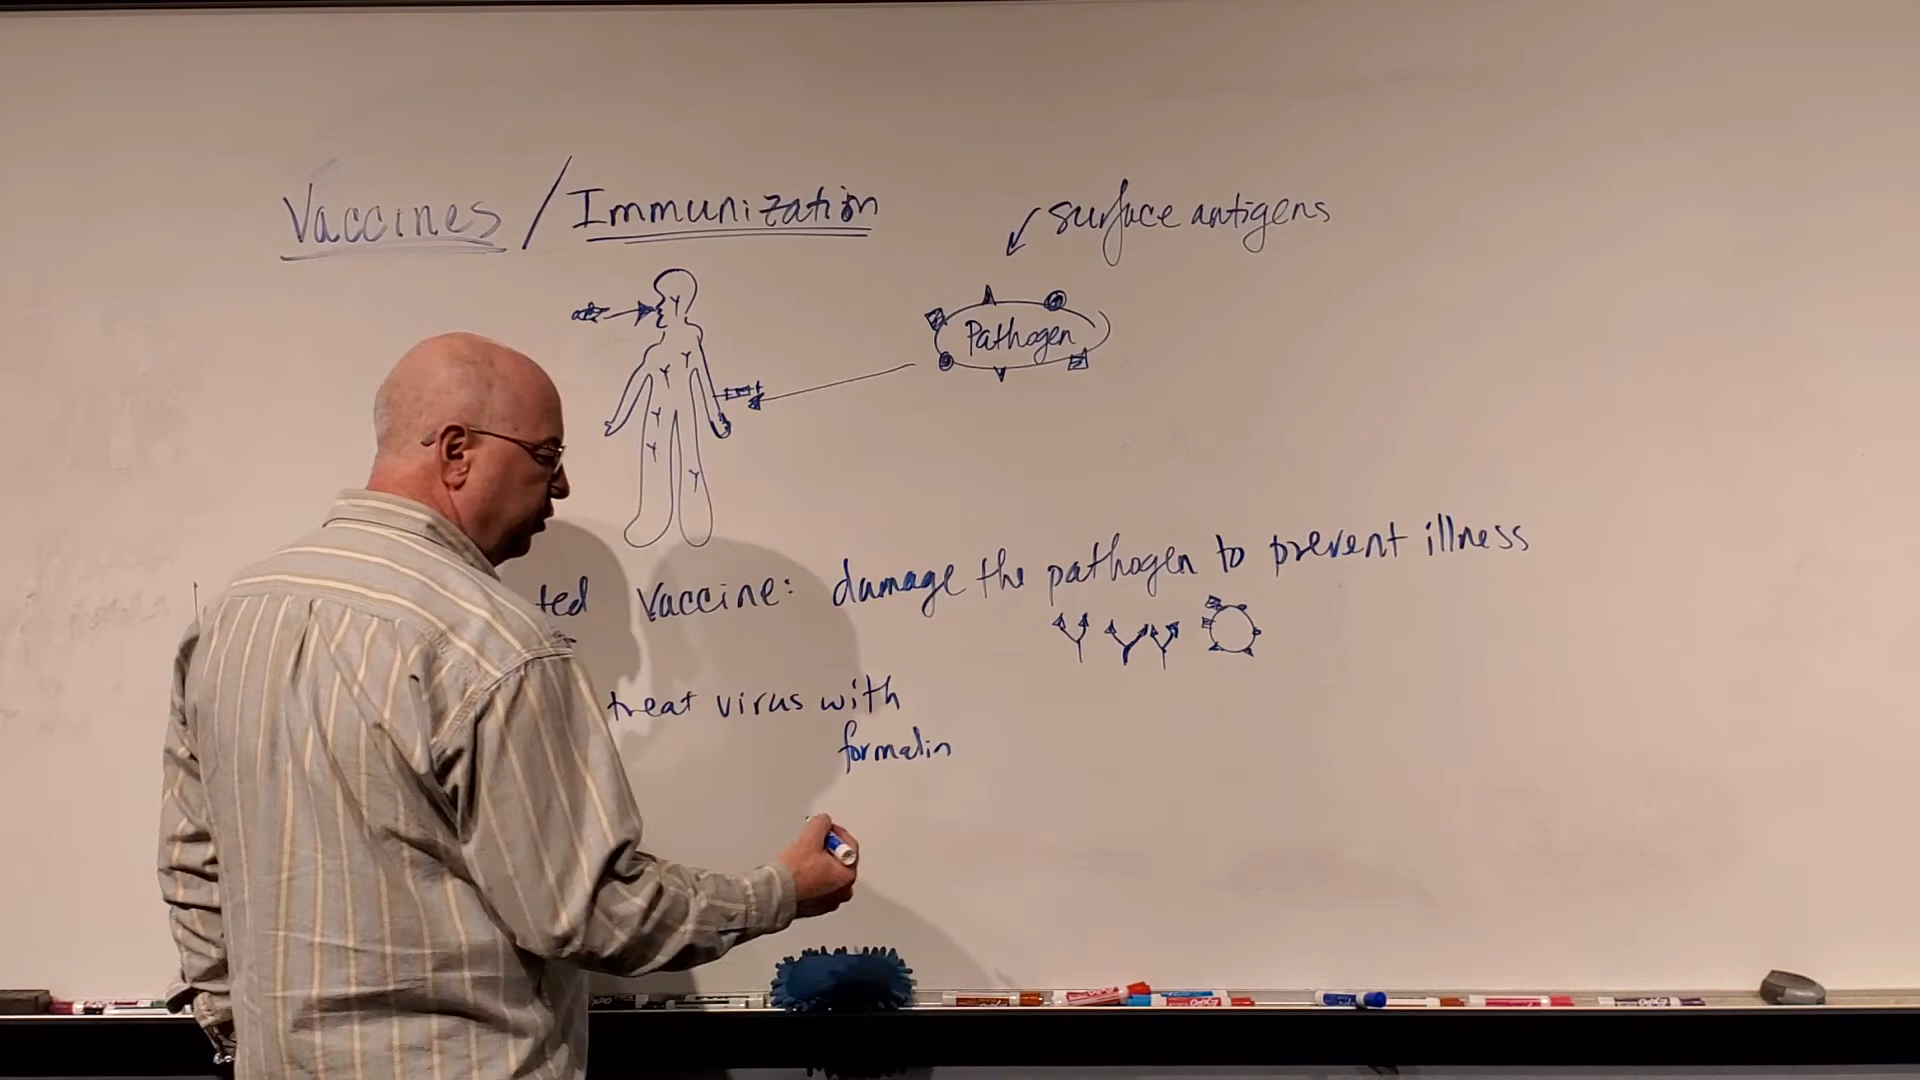 Vaccines / Immunization
surface antigens
Pathogen
ted Vaccine: damage the pathogen to prevent illness
treat virus with
formalin